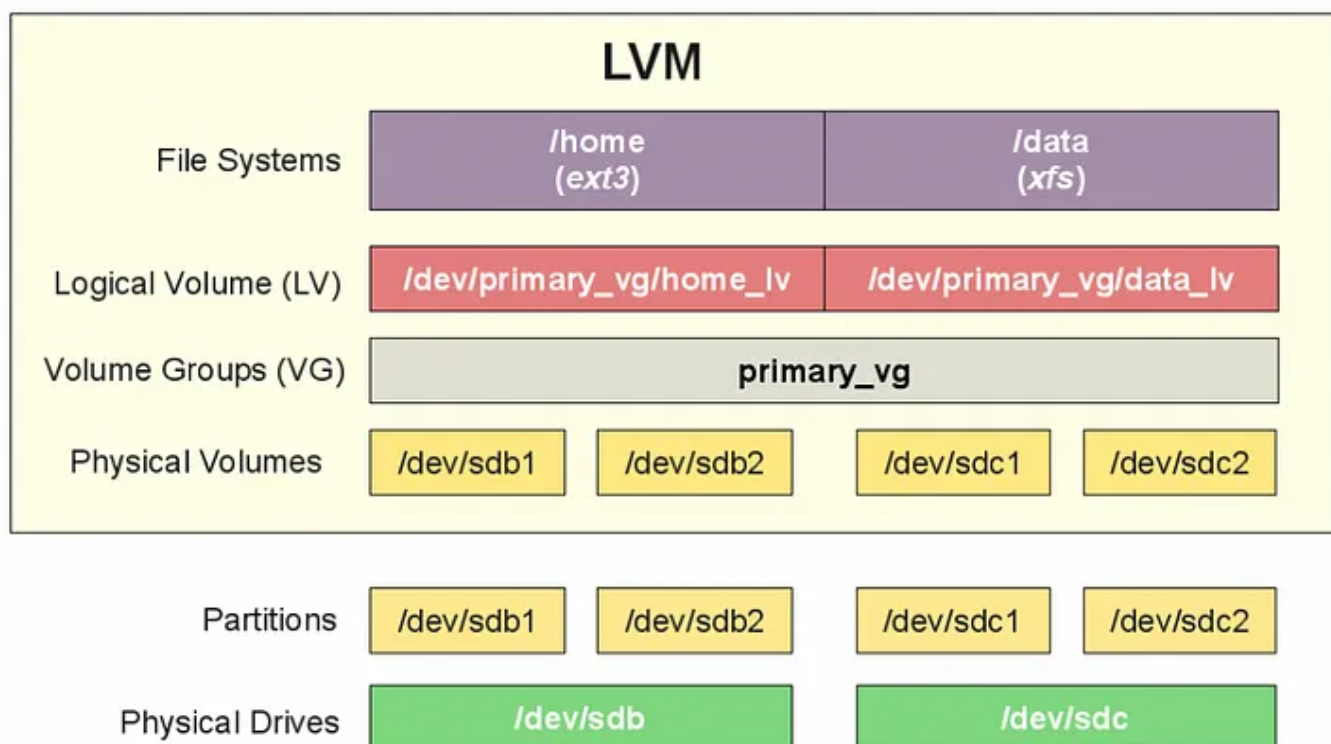 LVM
File Systems
/home
(ext3)
/data
(xfs)
Logical Volume (LV)
/dev/primary_vg/home_lv
/dev/primary_vg/data_lv
Volume Groups (VG)
primary_vg
Physical Volumes
/dev/sdb1
/dev/sdb2
/dev/sdc1
/dev/sdc2
Partitions
/dev/sdb1
/dev/sdb2
/dev/sdc1
/dev/sdc2
Physical Drives
/dev/sdb
/dev/sdc